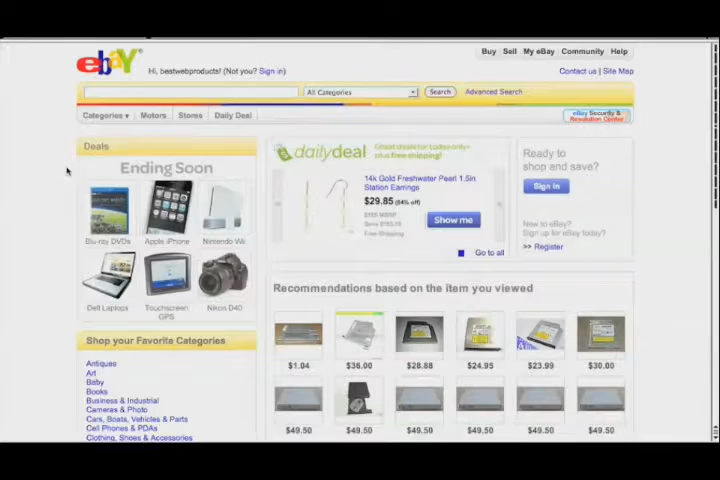 ebaY
Buy Sell My eBay Community Help
Hi, bestwebproducts! (Not you? Sign in)
Contact us | Site Map
All Categories
Search
Advanced Search
Categories ▾ Motors Stores Daily Deal
eBay Security &
Resolution Center
Deals
Ending Soon
Blu-ray DVDs
Apple iPhone
Nintendo Wii
Dell Laptops
Touchscreen
GPS
Nikon D40
dailydeal
Great deals for today only+
plus free shipping!
14k Gold Freshwater Pearl 1.5in
Station Earrings
$29.85 (84% off)
Free Shipping
Show me
Go to all
Ready to
shop and save?
Sign in
New to eBay?
Sign up for eBay today?
>> Register
Recommendations based on the item you viewed
$1.04 $36.00 $28.88 $24.95 $23.99 $30.00
$49.50 $49.50 $49.50 $49.50 $49.50 $49.50
Shop your Favorite Categories
Antiques
Art
Baby
Books
Business & Industrial
Cameras & Photo
Cars, Boats, Vehicles & Parts
Cell Phones & PDAs
Clothing, Shoes & Accessories